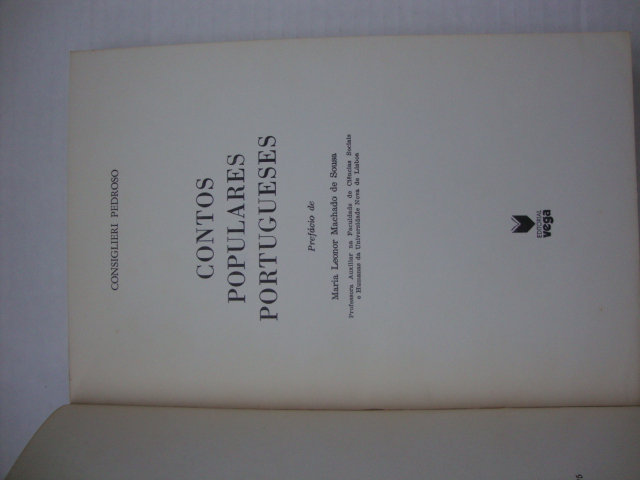 CONSIGLIERI PEDROSO
CONTOS
POPULARES
PORTUGUESES
Prefácio de
Maria Leonor Machado de Sousa
Professora Auxiliar na Faculdade de Ciências Sociais
e Humanas da Universidade Nova de Lisboa
EDITORIAL
vega